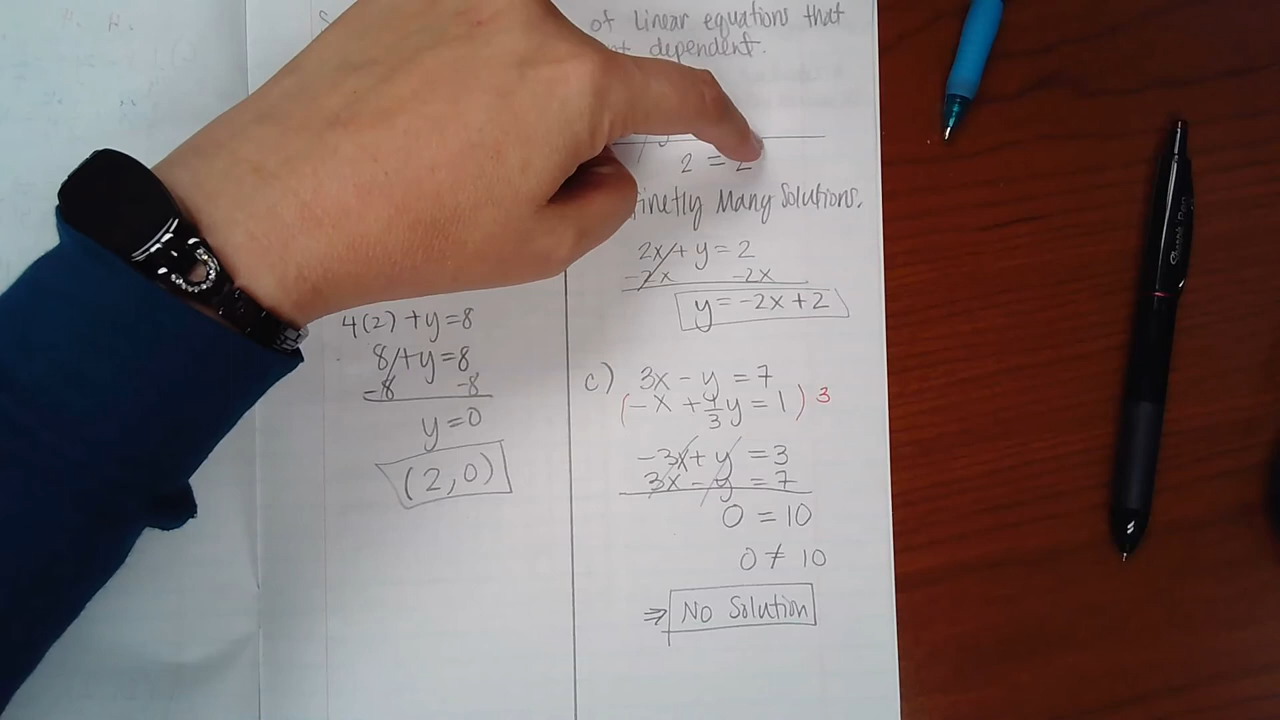 of linear equations that
dependent.
2 = 2
finetly Many Solutions.
2x + y = 2
-2x -2x
y = -2x + 2
4(2) + y = 8
8 + y = 8
-8 -8
y = 0
(2,0)
c) 3x - y = 7
(-x + 1/3 y = 1) 3
-3x + y = 3
3x - y = 7
0 = 10
0 ≠ 10
⇒ No Solution